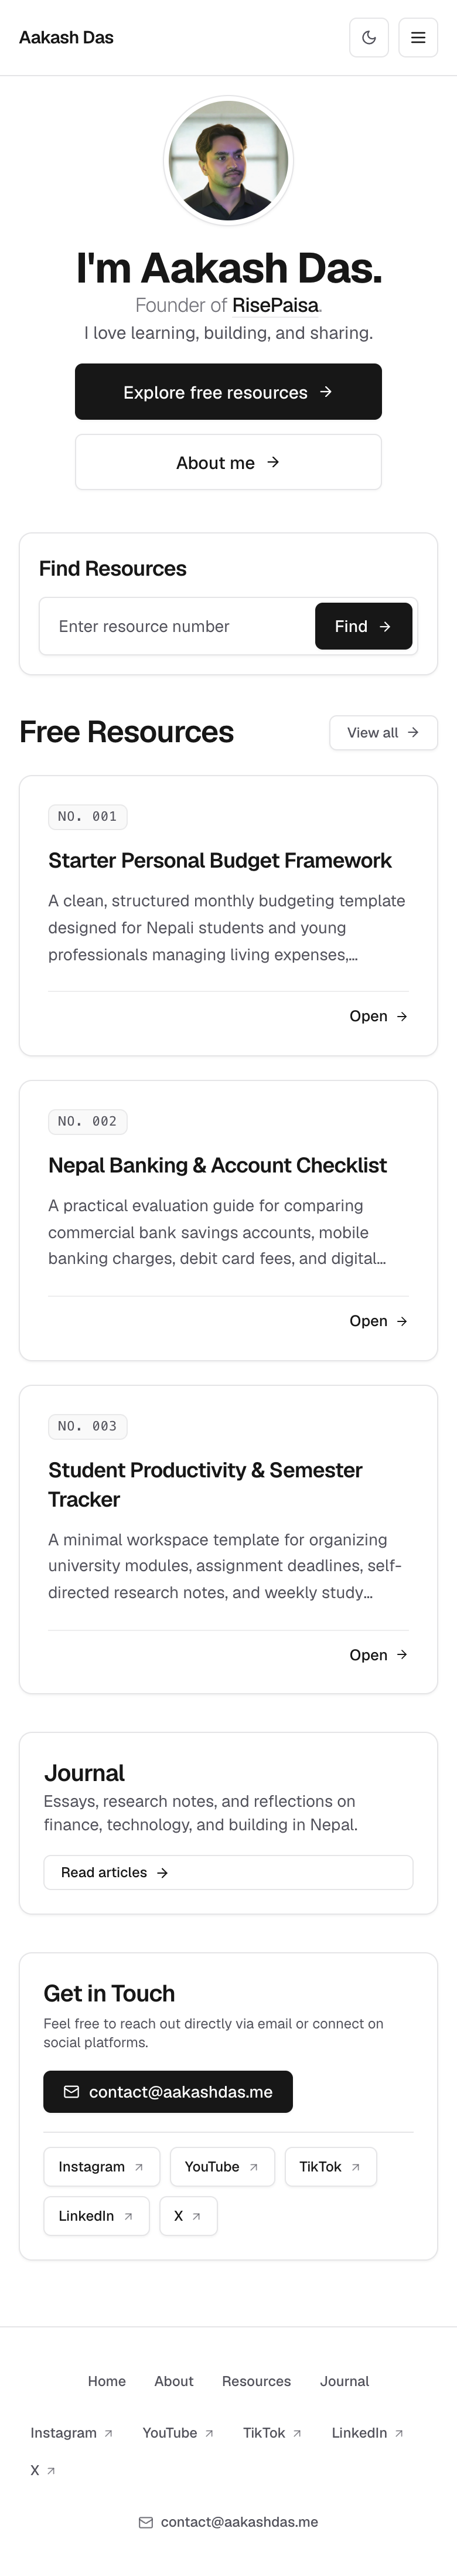 Aakash Das
I'm Aakash Das.
Founder of RisePaisa.
I love learning, building, and sharing.
Explore free resources →
About me →
Find Resources
Enter resource number
Find →
Free Resources
View all →
NO. 001
Starter Personal Budget Framework
A clean, structured monthly budgeting template
designed for Nepali students and young
professionals managing living expenses,...
Open →
NO. 002
Nepal Banking & Account Checklist
A practical evaluation guide for comparing
commercial bank savings accounts, mobile
banking charges, debit card fees, and digital...
Open →
NO. 003
Student Productivity & Semester
Tracker
A minimal workspace template for organizing
university modules, assignment deadlines, self-
directed research notes, and weekly study...
Open →
Journal
Essays, research notes, and reflections on
finance, technology, and building in Nepal.
Read articles →
Get in Touch
Feel free to reach out directly via email or connect on
social platforms.
contact@aakashdas.me
Instagram ↗ YouTube ↗ TikTok ↗
LinkedIn ↗ X ↗
Home About Resources Journal
Instagram ↗ YouTube ↗ TikTok ↗ LinkedIn ↗
X ↗
contact@aakashdas.me